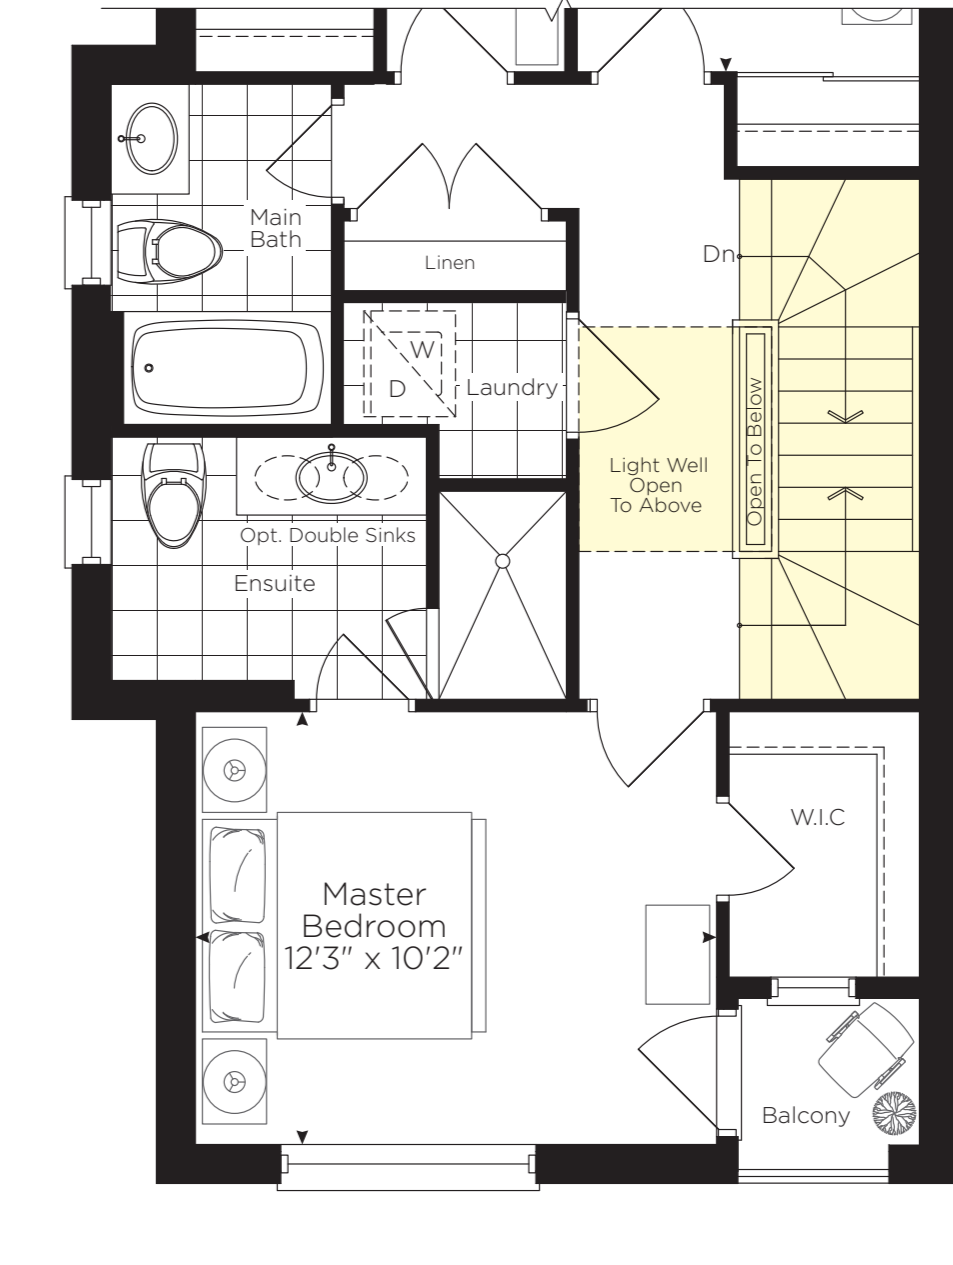 Main
Bath
Linen
Dn
W
D
Laundry
Light Well
Open
To Above
Open To Below
Opt. Double Sinks
Ensuite
W.I.C
Master
Bedroom
12'3" x 10'2"
Balcony